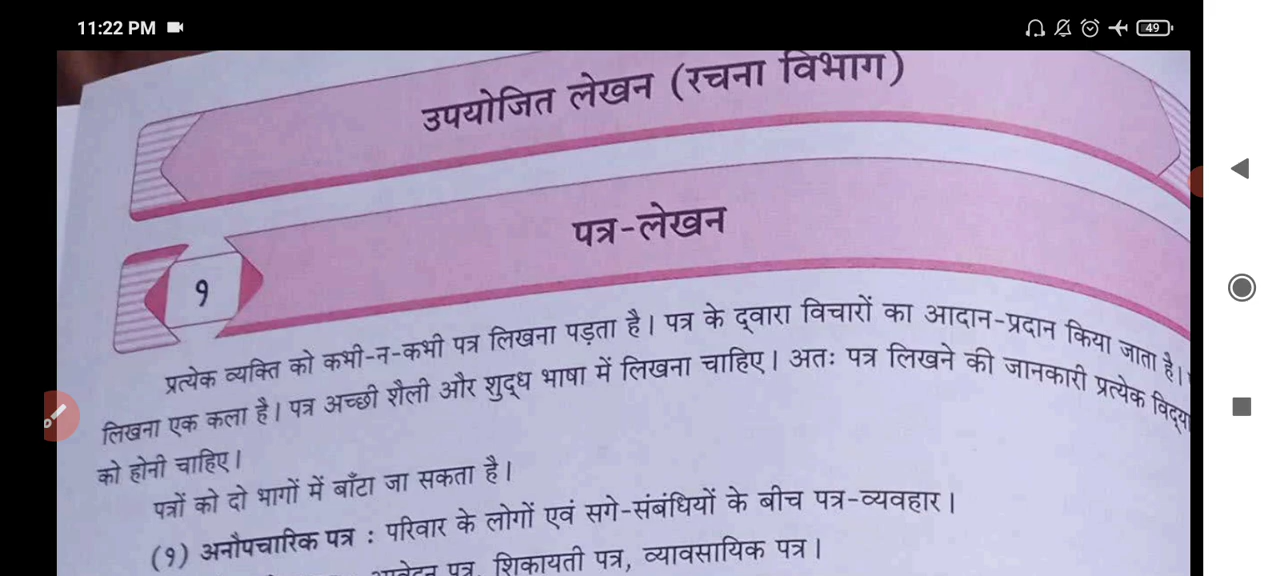 11:22 PM
49
उपयोजित लेखन (रचना विभाग)
पत्र-लेखन
१
प्रत्येक व्यक्ति को कभी-न-कभी पत्र लिखना पड़ता है। पत्र के द्वारा विचारों का आदान-प्रदान किया जाता है।
लिखना एक कला है। पत्र अच्छी शैली और शुद्ध भाषा में लिखना चाहिए। अतः पत्र लिखने की जानकारी प्रत्येक
को होनी चाहिए।
पत्रों को दो भागों में बाँटा जा सकता है।
(१) अनौपचारिक पत्र : परिवार के लोगों एवं सगे-संबंधियों के बीच पत्र-व्यवहार।
पत्र, शिकायती पत्र, व्यावसायिक पत्र।